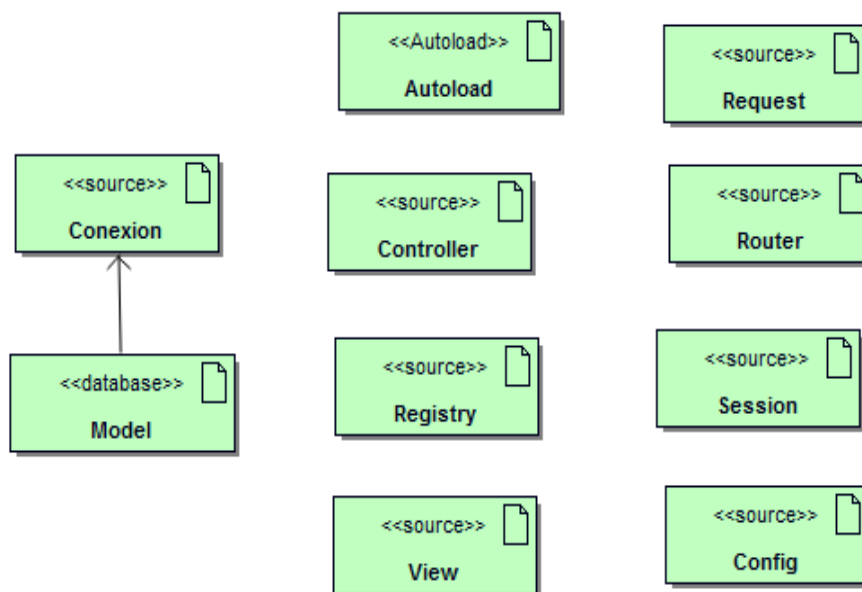 <<Autoload>>
Autoload
<<source>>
Request
<<source>>
Conexion
<<source>>
Controller
<<source>>
Router
<<database>>
Model
<<source>>
Registry
<<source>>
Session
<<source>>
View
<<source>>
Config